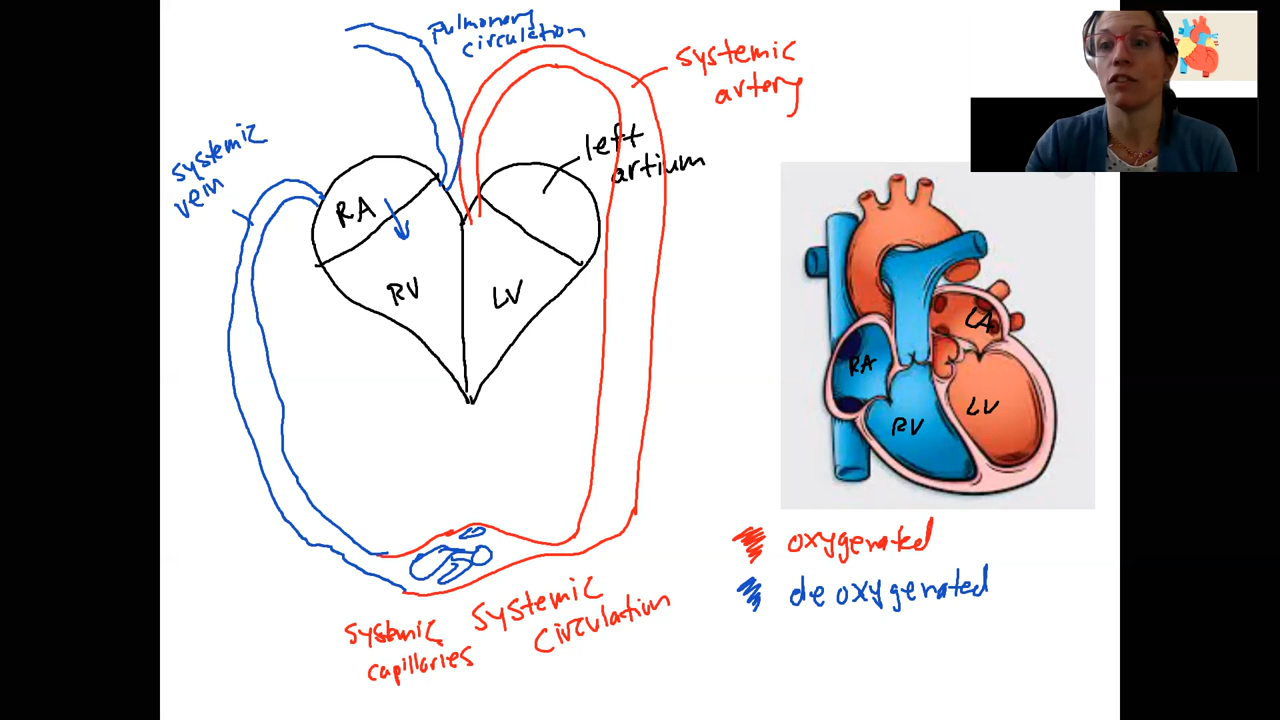 pulmonary
circulation
systemic
artery
systemic
vein
left
artium
RA
RV
LV
LA
RA
LV
RV
oxygenated
deoxygenated
systemic
circulation
systemic
capillaries